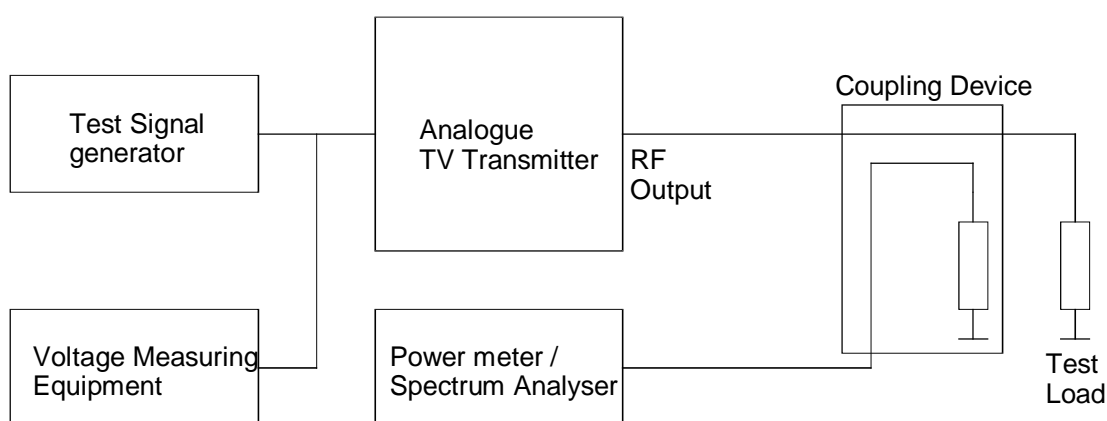 Coupling Device
Test Signal
generator
Analogue
TV Transmitter
RF
Output
Voltage Measuring
Equipment
Power meter /
Spectrum Analyser
Test
Load